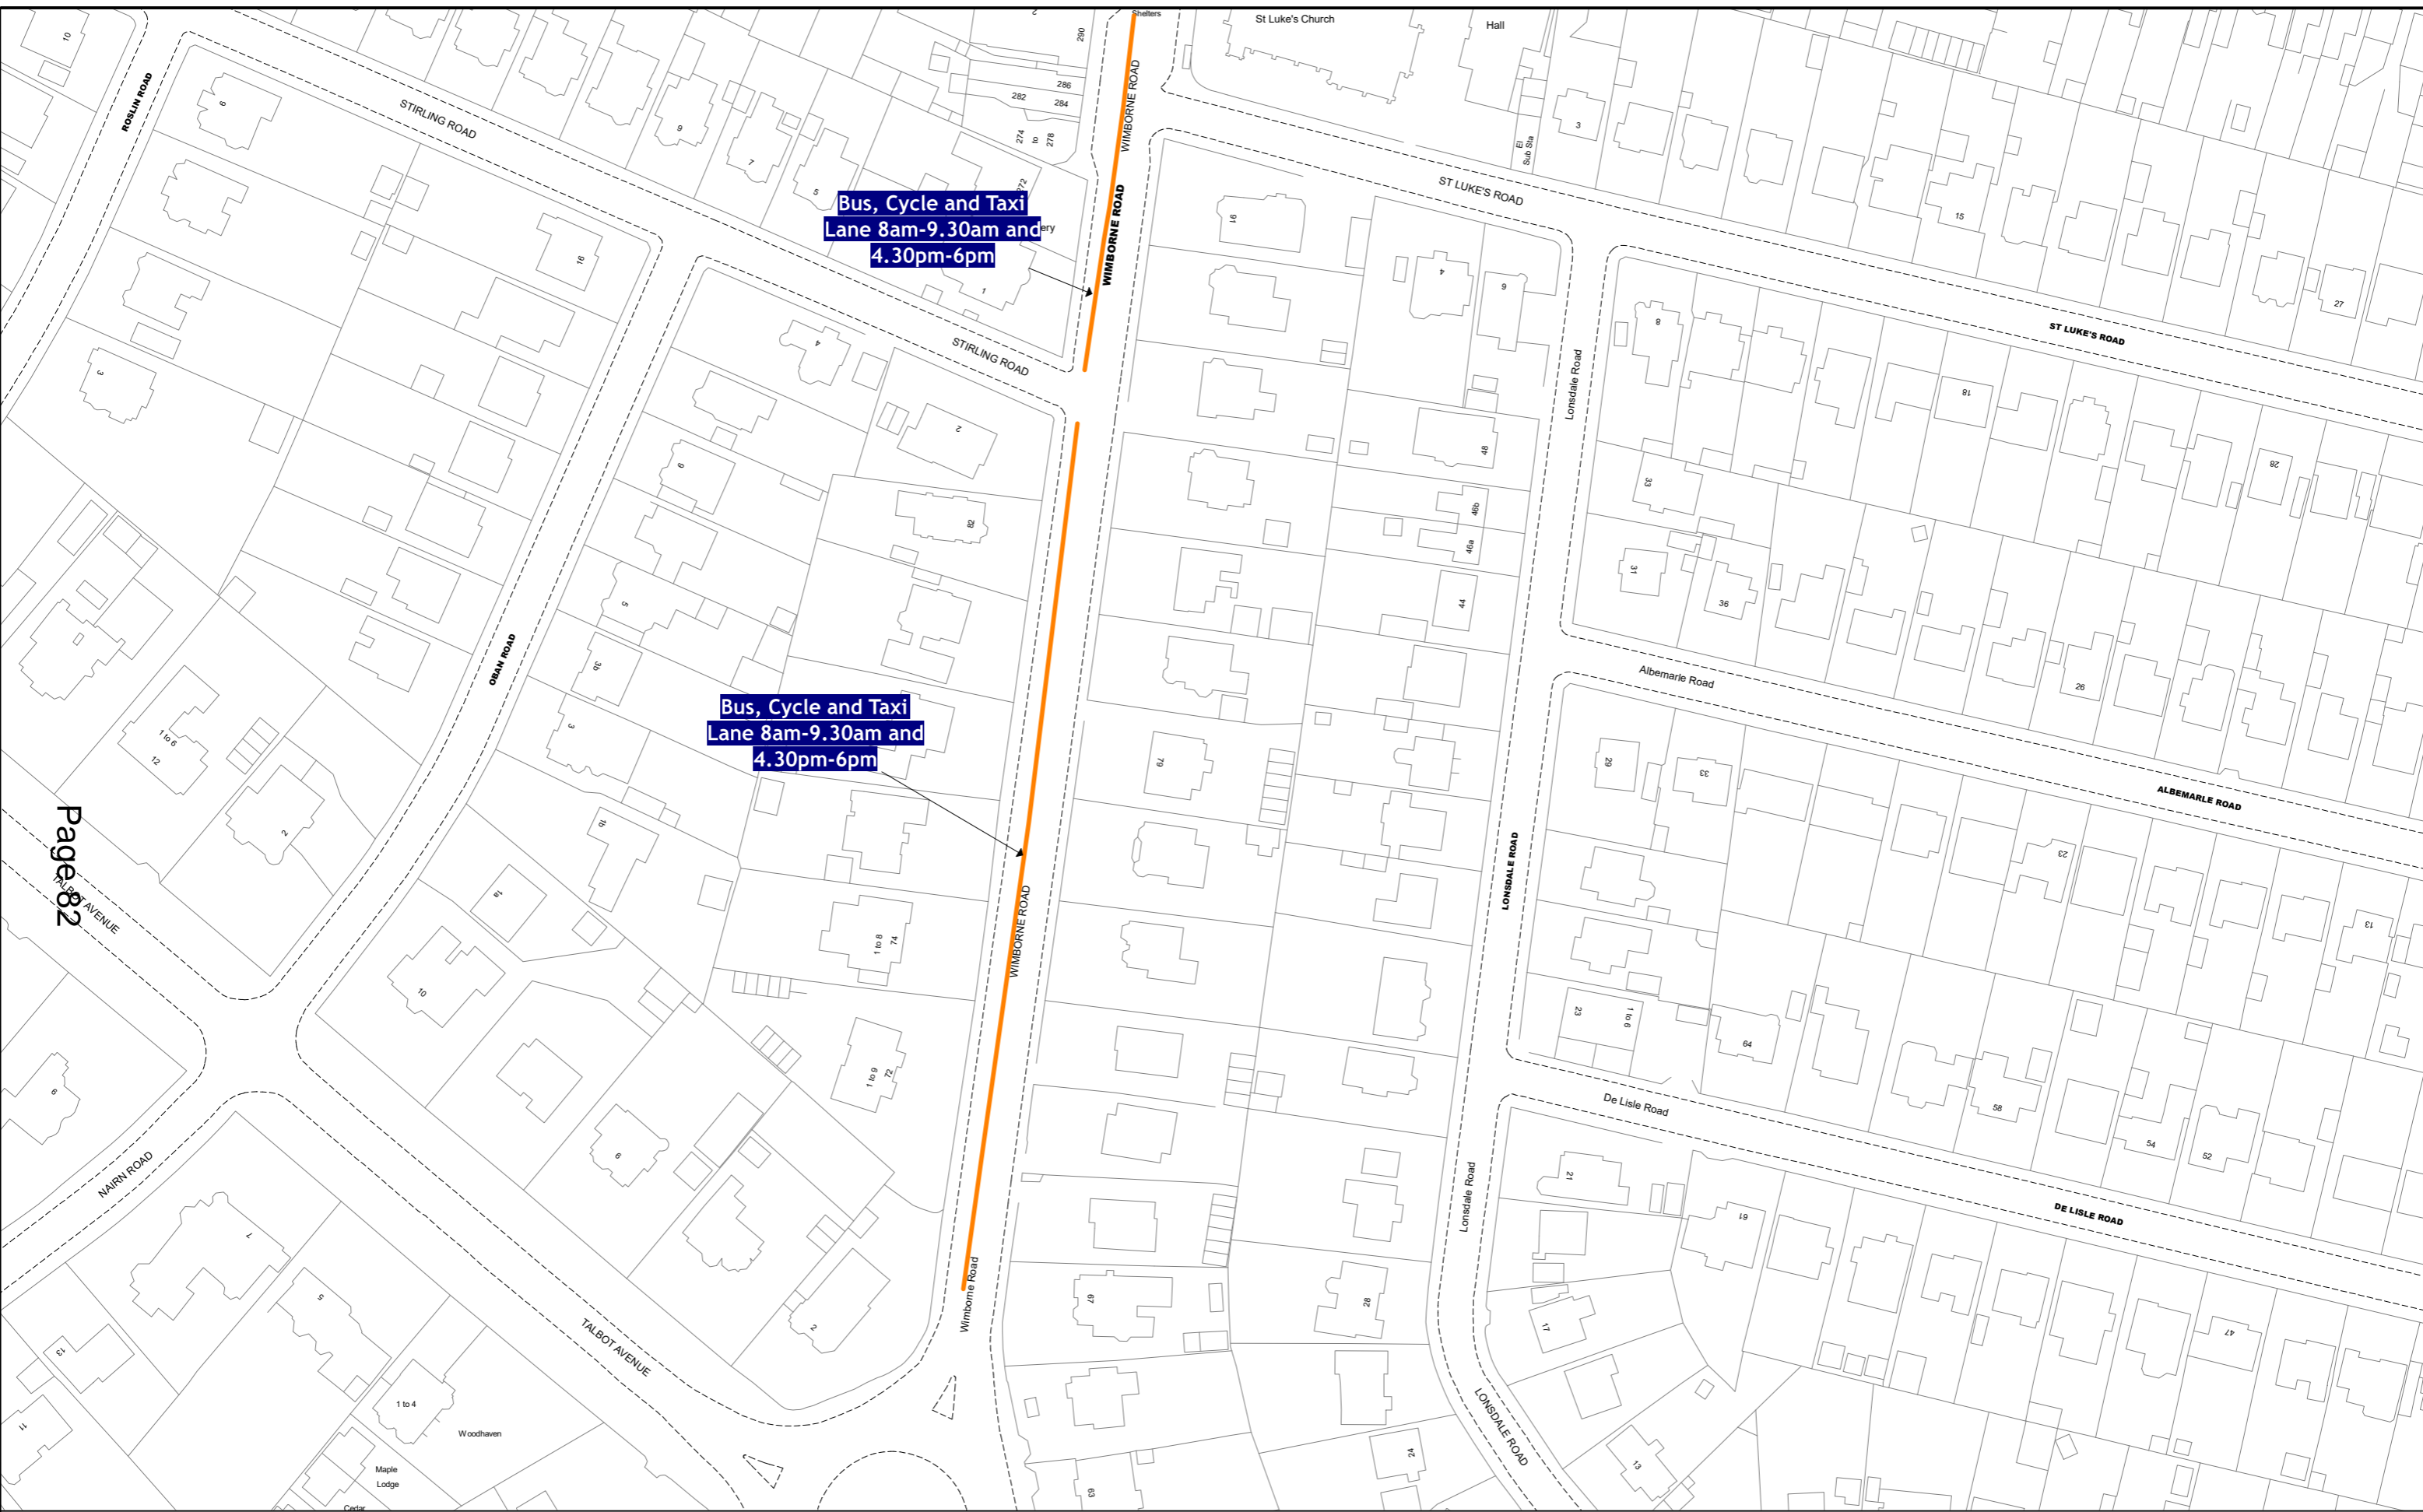 Shelters
St Luke's Church
Hall
290
2
10
ROSLIN ROAD
9
STIRLING ROAD
286
282
284
274
to
278
272
WIMBORNE ROAD
El
Sub Sta
3
9
7
5
Bus, Cycle and Taxi
Lane 8am-9.30am and
4.30pm-6pm
ery
1
WIMBORNE ROAD
91
ST LUKE'S ROAD
15
27
16
4
6
8
ST LUKE'S ROAD
STIRLING ROAD
4
Lonsdale Road
3
2
18
28
9
48
33
46b
82
46a
31
44
36
5
OBAN ROAD
3b
Albemarle Road
26
Bus, Cycle and Taxi
Lane 8am-9.30am and
4.30pm-6pm
3
1 to 6
12
79
29
33
ALBEMARLE ROAD
2
1b
Page 82
TALBOT AVENUE
1a
LONSDALE ROAD
23
13
WIMBORNE ROAD
1 to 8
74
10
23
1 to 6
64
1 to 9
72
9
De Lisle Road
58
54
52
6
NAIRN ROAD
Lonsdale Road
21
61
DE LISLE ROAD
7
5
Wimborne Road
67
28
17
47
2
TALBOT AVENUE
13
1 to 4
Woodhaven
11
Maple
Lodge
Cedar
LONSDALE ROAD
24
13
63